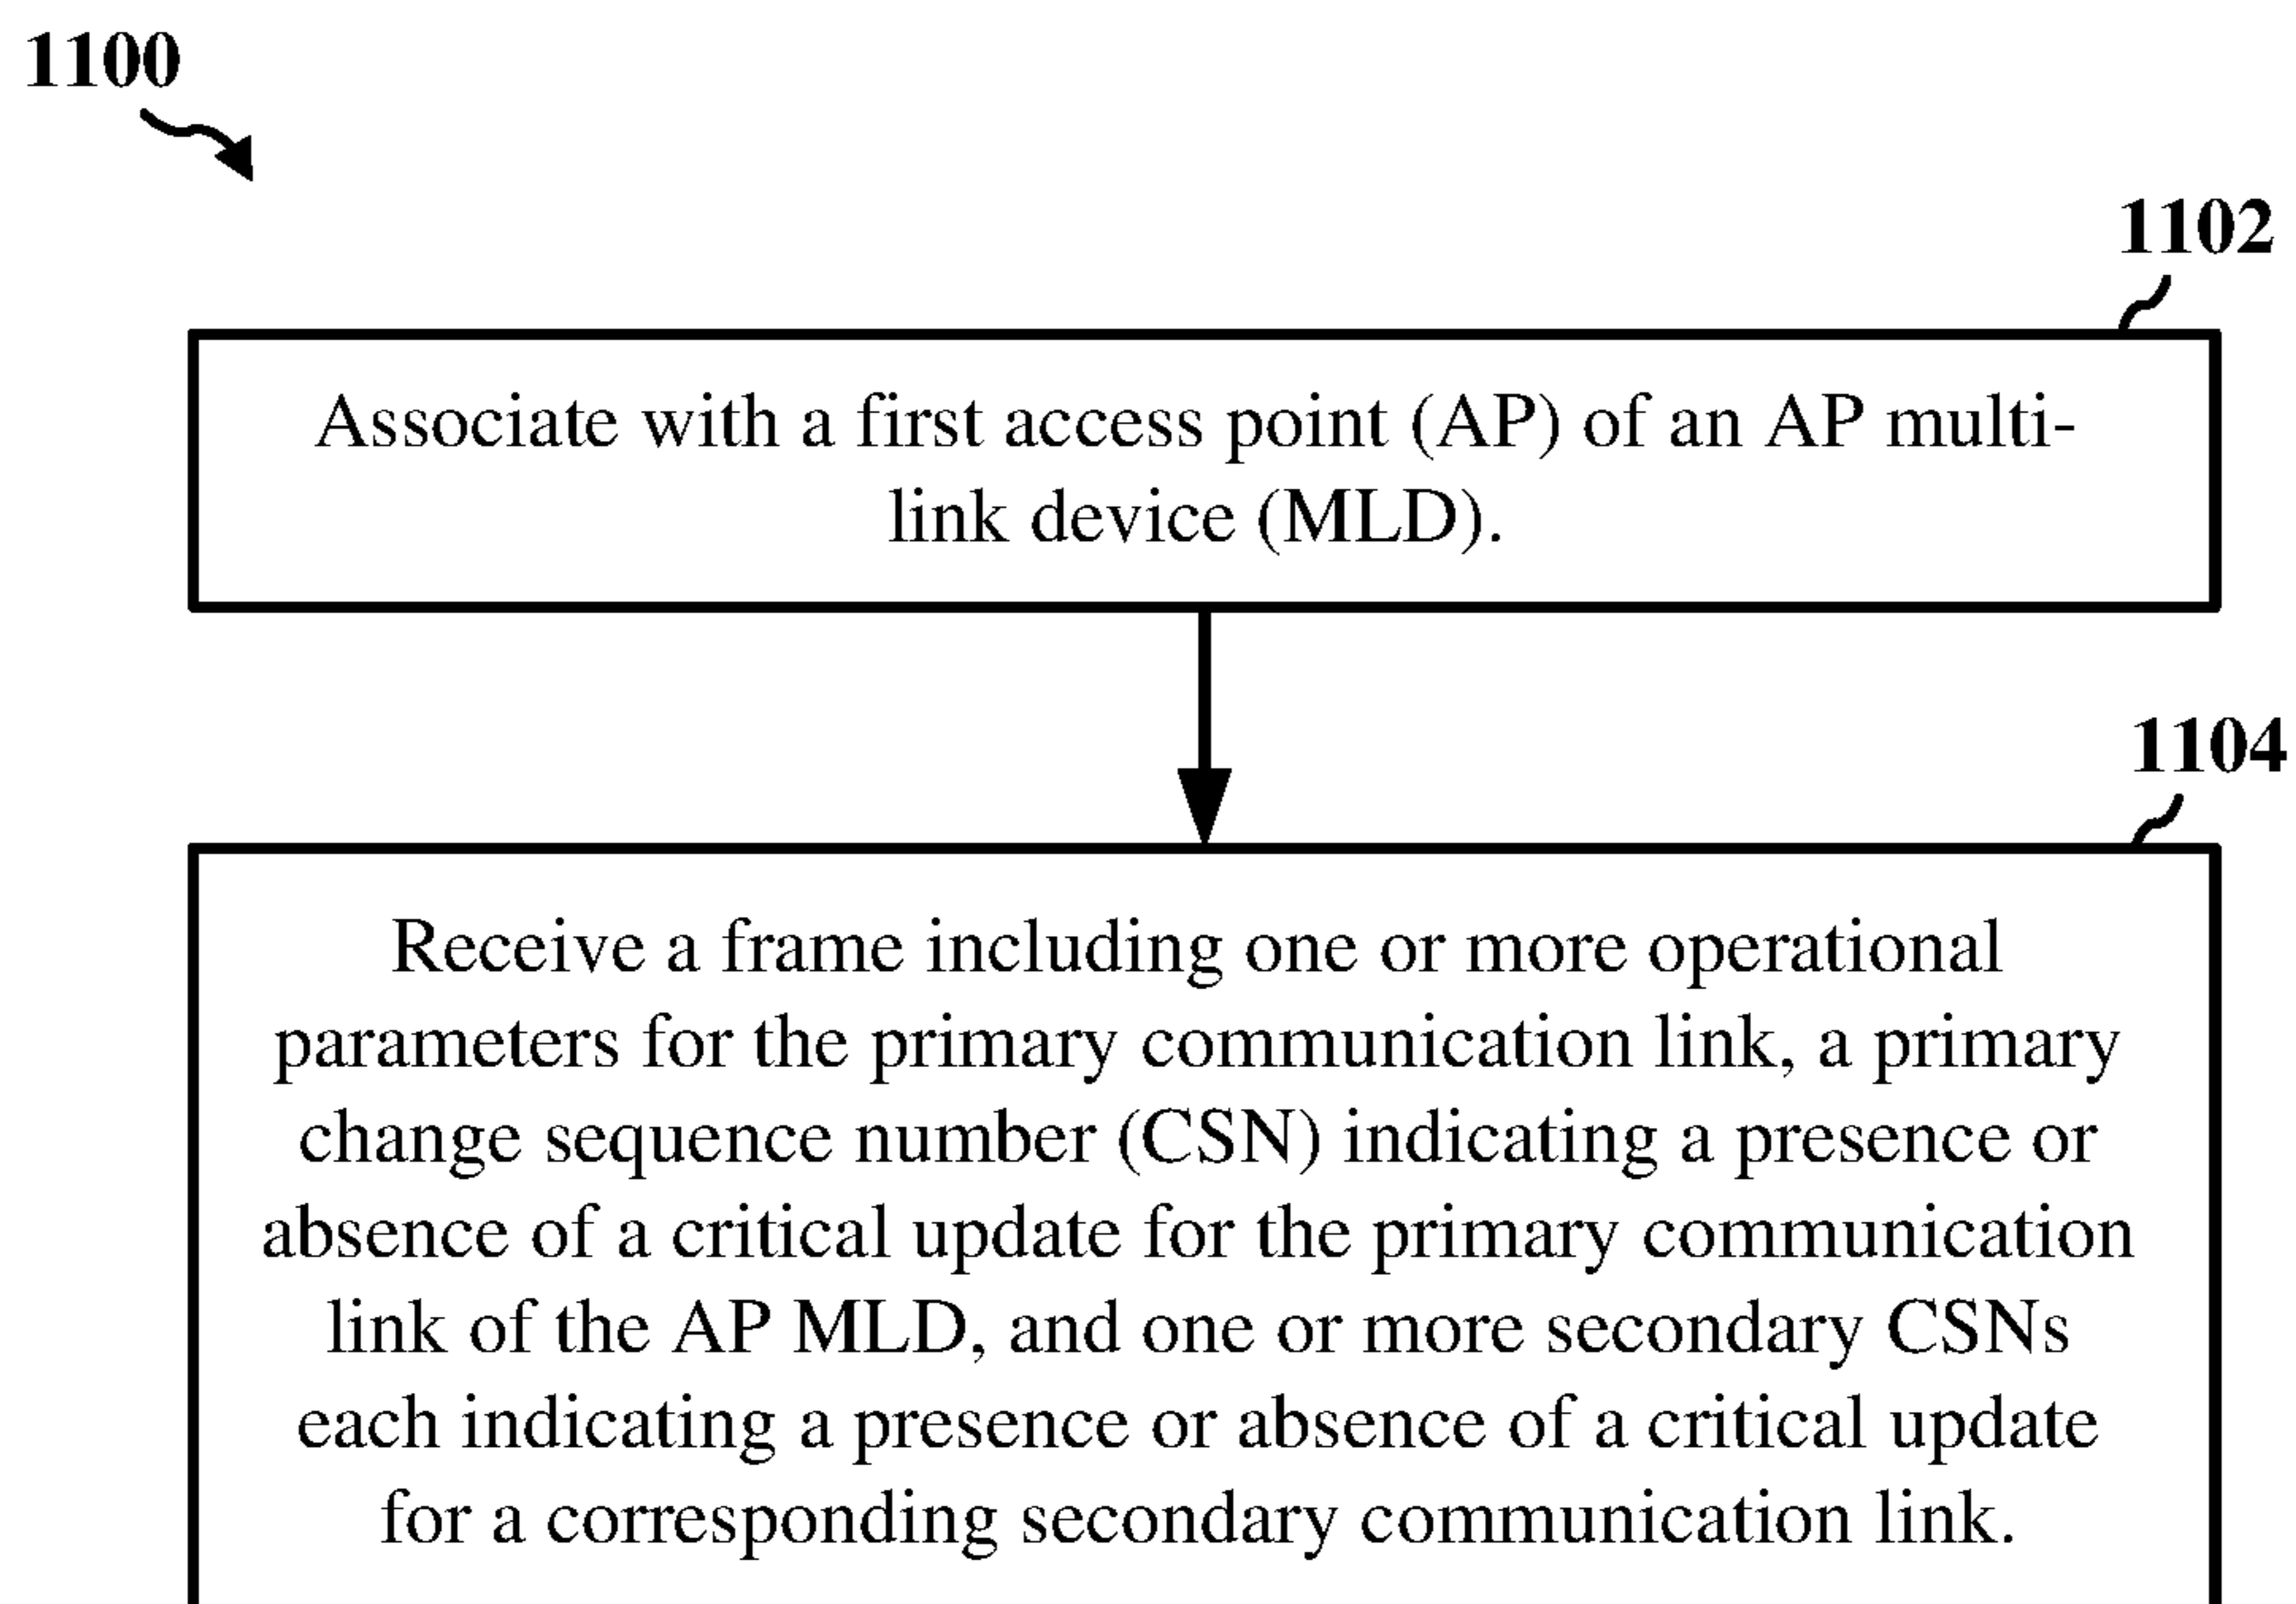 1100
1102
Associate with a first access point (AP) of an AP multi-
link device (MLD).
1104
Receive a frame including one or more operational
parameters for the primary communication link, a primary
change sequence number (CSN) indicating a presence or
absence of a critical update for the primary communication
link of the AP MLD, and one or more secondary CSNs
each indicating a presence or absence of a critical update
for a corresponding secondary communication link.